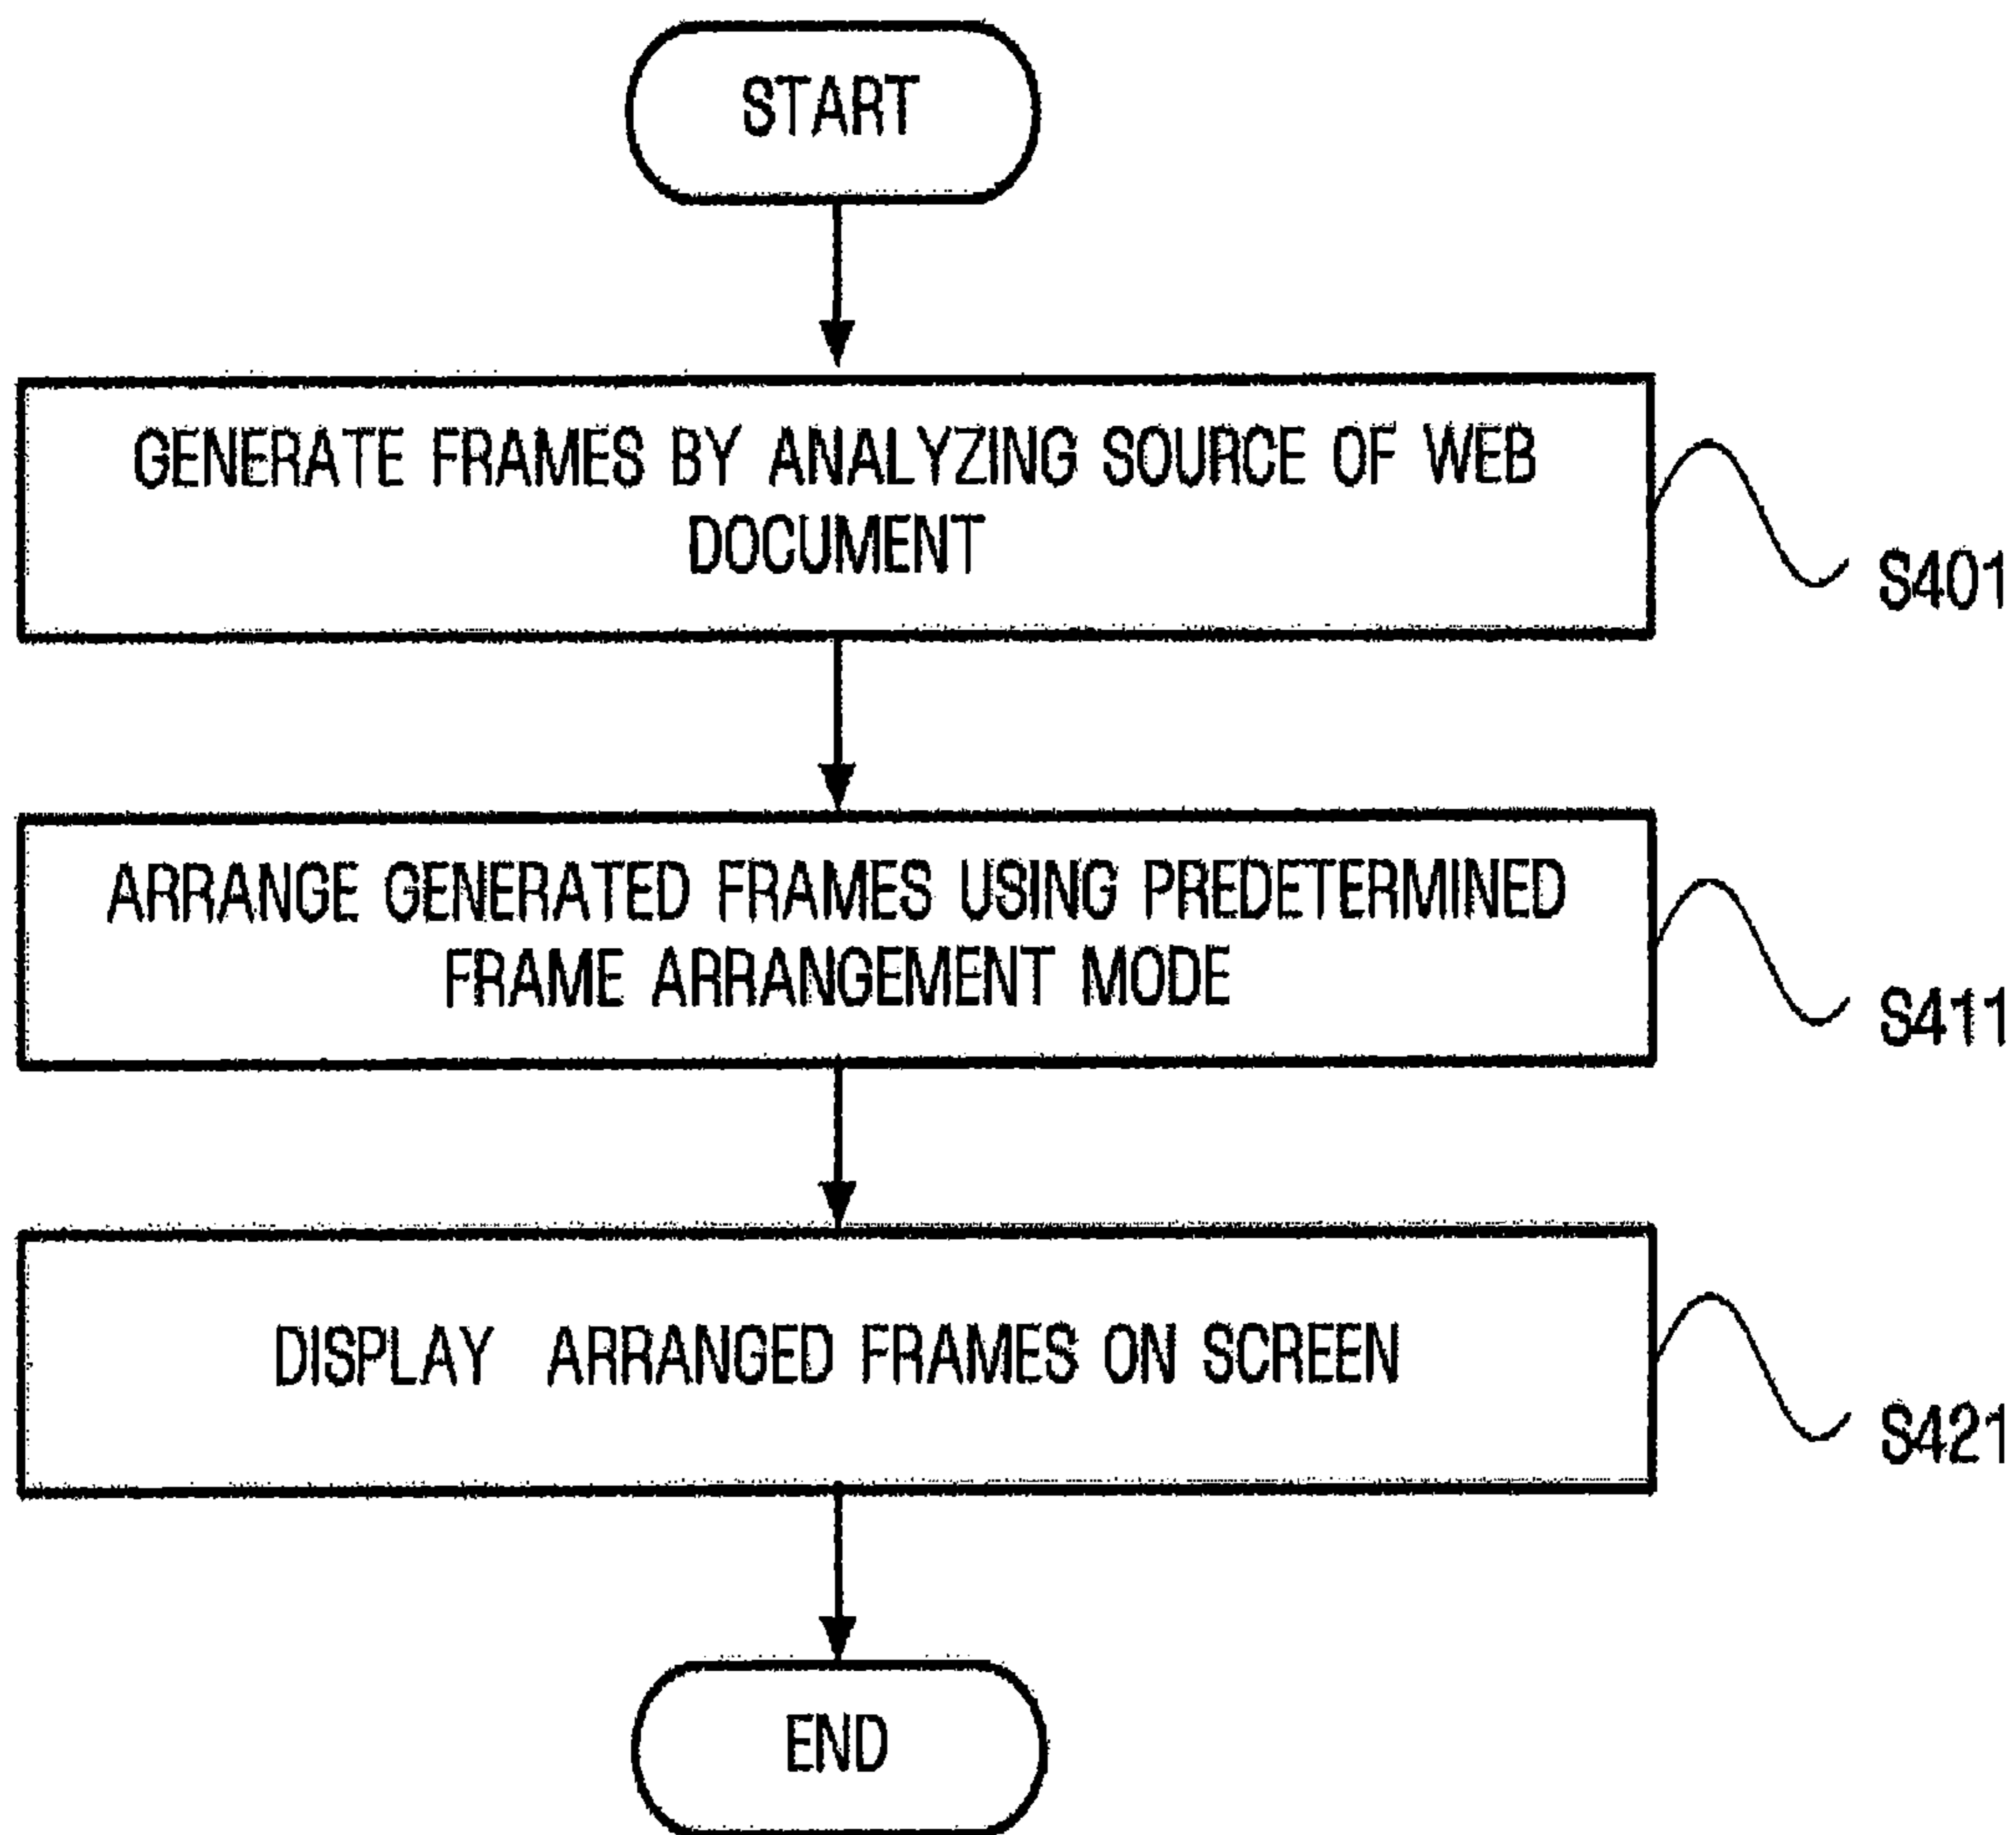 START
GENERATE FRAMES BY ANALYZING SOURCE OF WEB
DOCUMENT
S401
ARRANGE GENERATED FRAMES USING PREDETERMINED
FRAME ARRANGEMENT MODE
S411
DISPLAY ARRANGED FRAMES ON SCREEN
S421
END